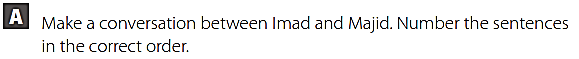 A Make a conversation between Imad and Majid. Number the sentences
in the correct order.